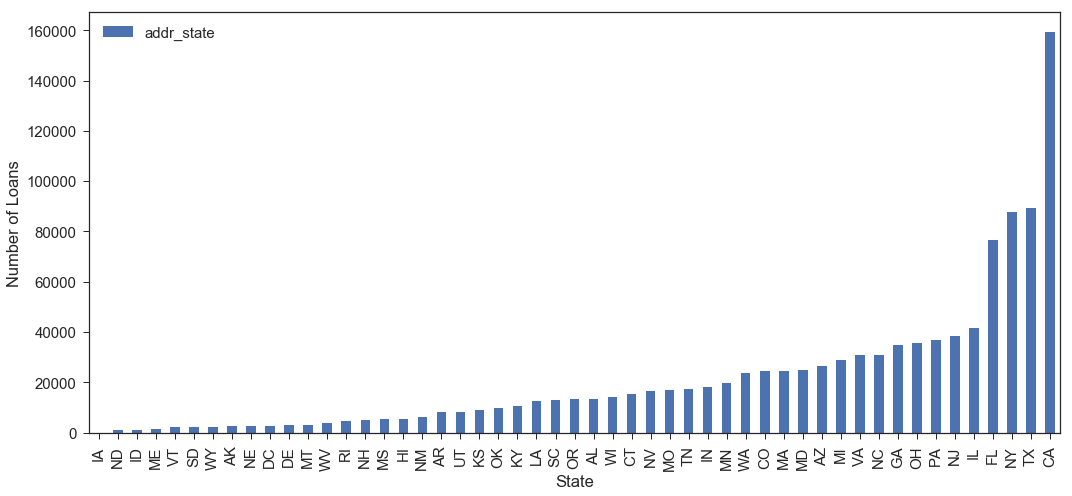 addr_state
160000
140000
120000
100000
80000
60000
40000
20000
0
Number of Loans
IA ND ID ME VT SD WY AK NE DC DE MT WV RI NH MS HI NM AR UT KS OK KY LA SC OR AL WI CT NV MO TN IN MN WA CO MA MD AZ MI VA NC GA OH PA NJ IL FL NY TX CA
State